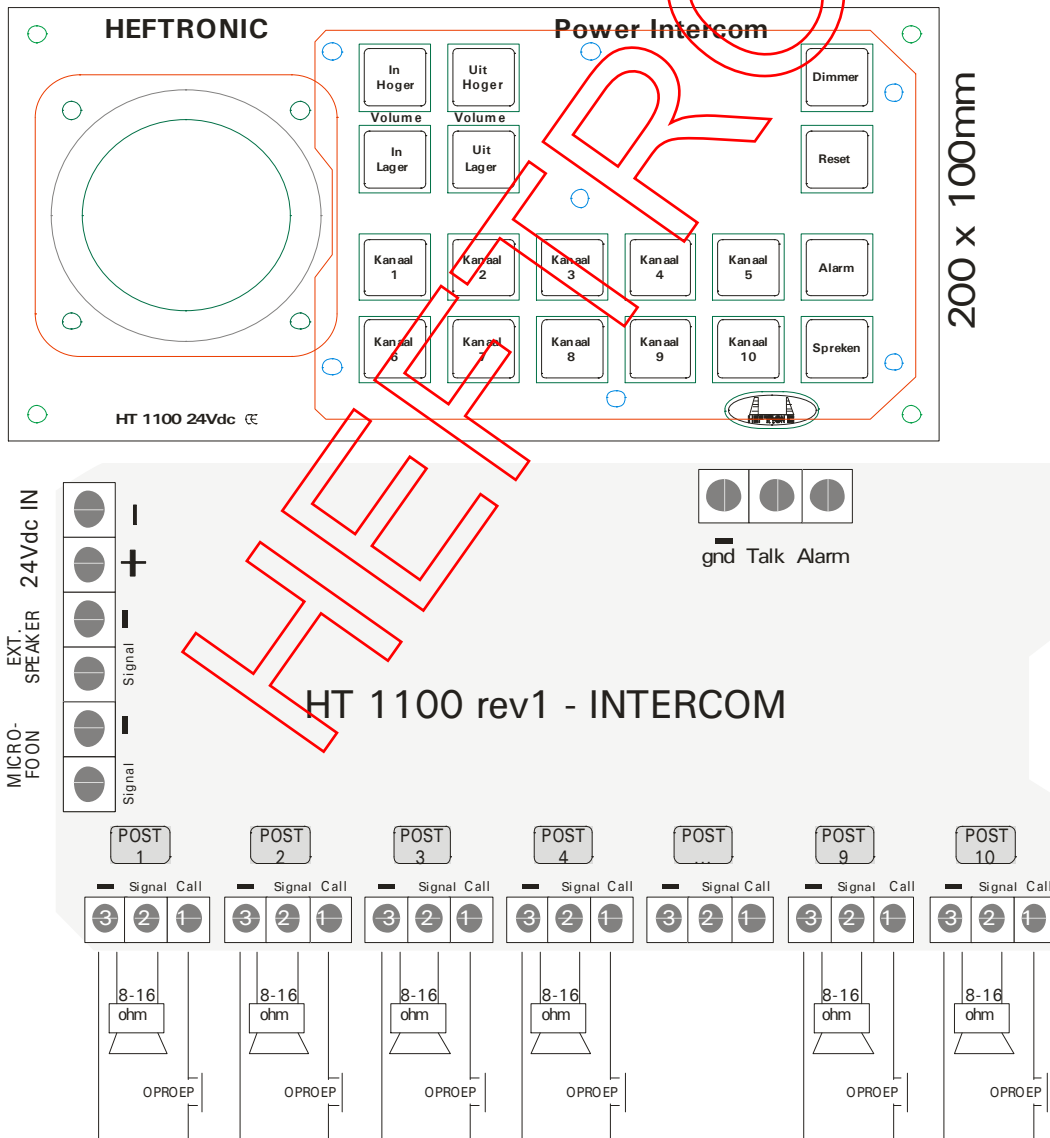 HEFTRONIC Power Intercom
In Hoger
Uit Hoger
Dimmer
Volume Volume
In Lager
Uit Lager
Reset
Kanaal 1
Kanaal 2
Kanaal 3
Kanaal 4
Kanaal 5
Alarm
Kanaal 6
Kanaal 7
Kanaal 8
Kanaal 9
Kanaal 10
Spreken
HT 1100 24Vdc CE
200 x 100mm
HEFTR
24Vdc IN
EXT. SPEAKER
MICRO-FOON
Signal
Signal
gnd Talk Alarm
HT 1100 rev1 - INTERCOM
POST 1
POST 2
POST 3
POST 4
POST ...
POST 9
POST 10
Signal Call
Signal Call
Signal Call
Signal Call
Signal Call
Signal Call
Signal Call
3 2 1
3 2 1
3 2 1
3 2 1
3 2 1
3 2 1
3 2 1
8-16 ohm
8-16 ohm
8-16 ohm
8-16 ohm
8-16 ohm
8-16 ohm
OPROEP
OPROEP
OPROEP
OPROEP
OPROEP
OPROEP